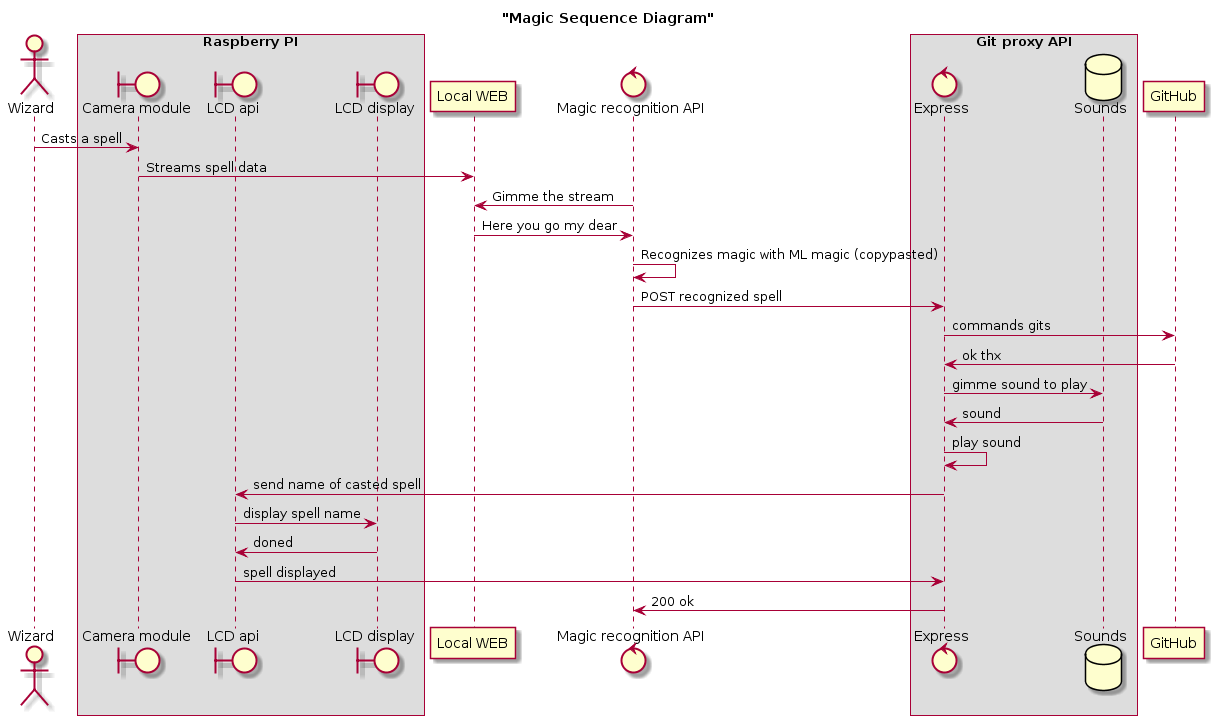 "Magic Sequence Diagram"
Raspberry PI
Git proxy API
Wizard
Camera module
LCD api
LCD display
Local WEB
Magic recognition API
Express
Sounds
GitHub
Casts a spell
Streams spell data
Gimme the stream
Here you go my dear
Recognizes magic with ML magic (copypasted)
POST recognized spell
commands gits
ok thx
gimme sound to play
sound
play sound
send name of casted spell
display spell name
doned
spell displayed
200 ok
Wizard
Camera module
LCD api
LCD display
Local WEB
Magic recognition API
Express
Sounds
GitHub